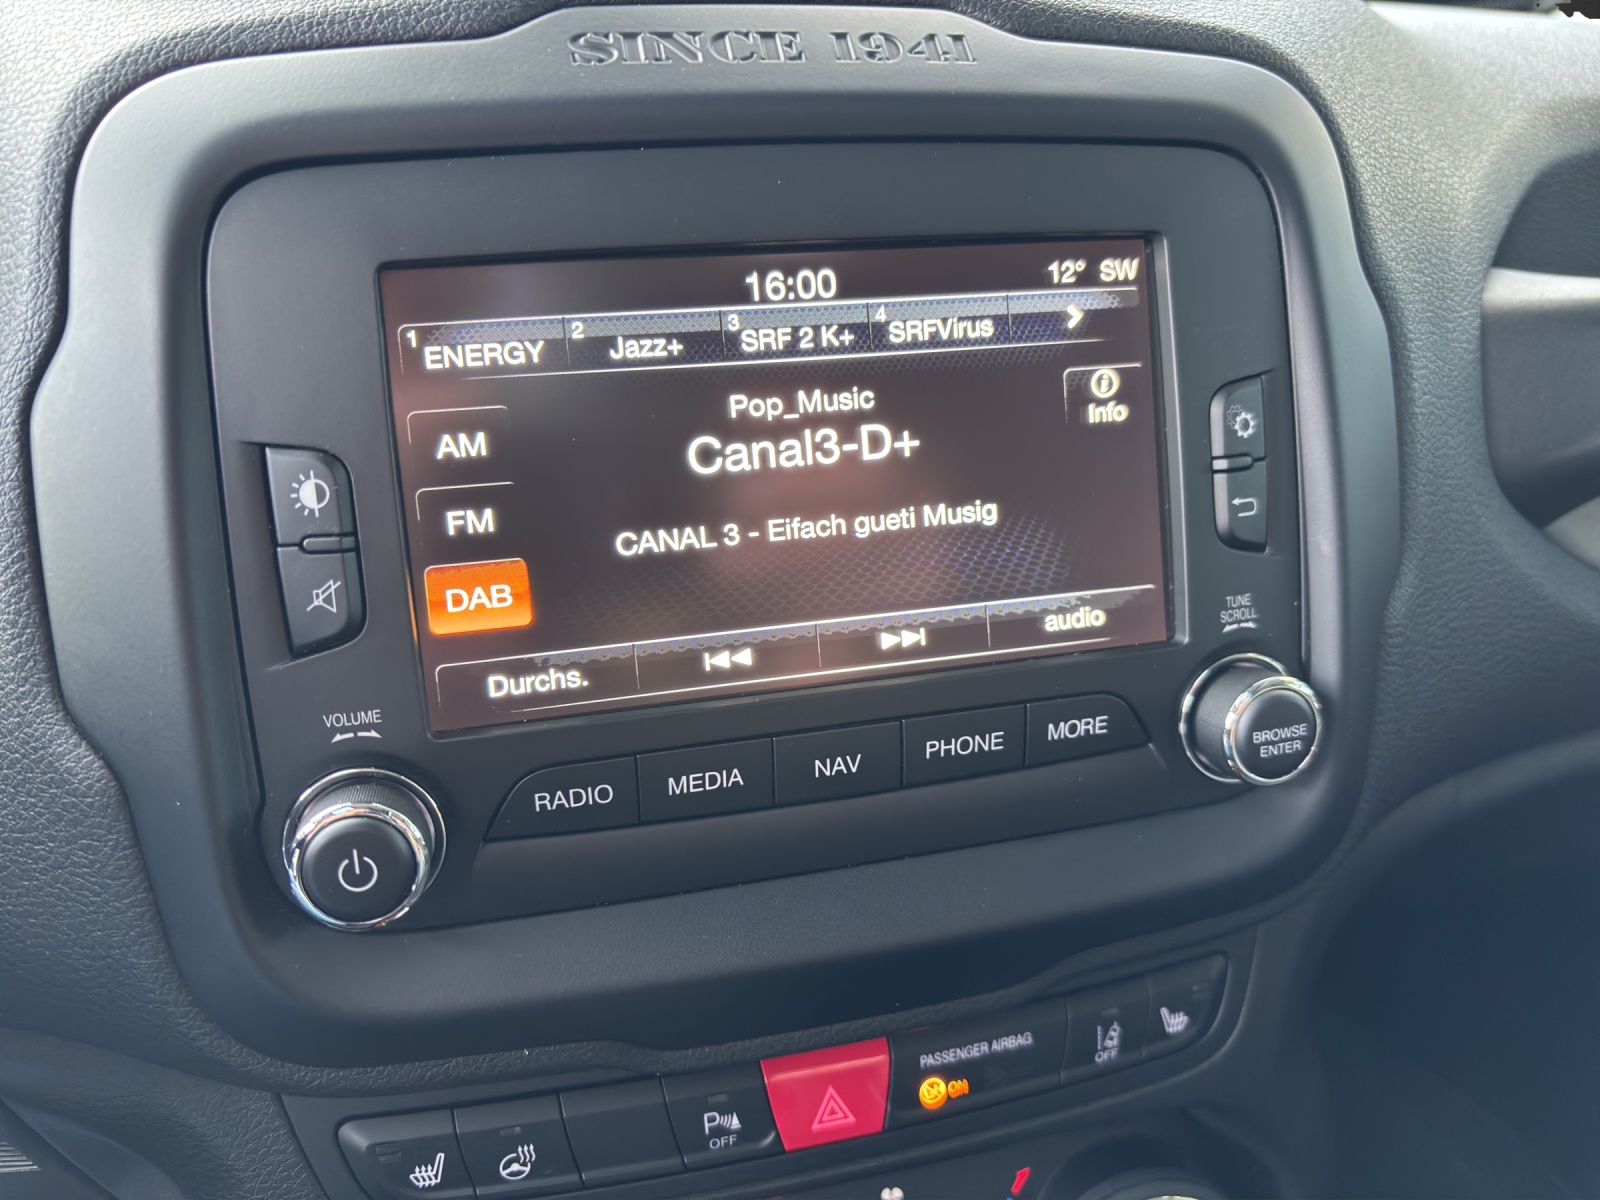 SINCE 1941
16:00
12° SW
1 ENERGY
2 Jazz+
3 SRF 2 K+
4 SRFVirus
Pop_Music
Info
AM
Canal3-D+
FM
CANAL 3 - Eifach gueti Musig
DAB
Durchs.
audio
TUNE
SCROLL
VOLUME
RADIO
MEDIA
NAV
PHONE
MORE
BROWSE
ENTER
PASSENGER AIRBAG
ON
OFF
P
OFF